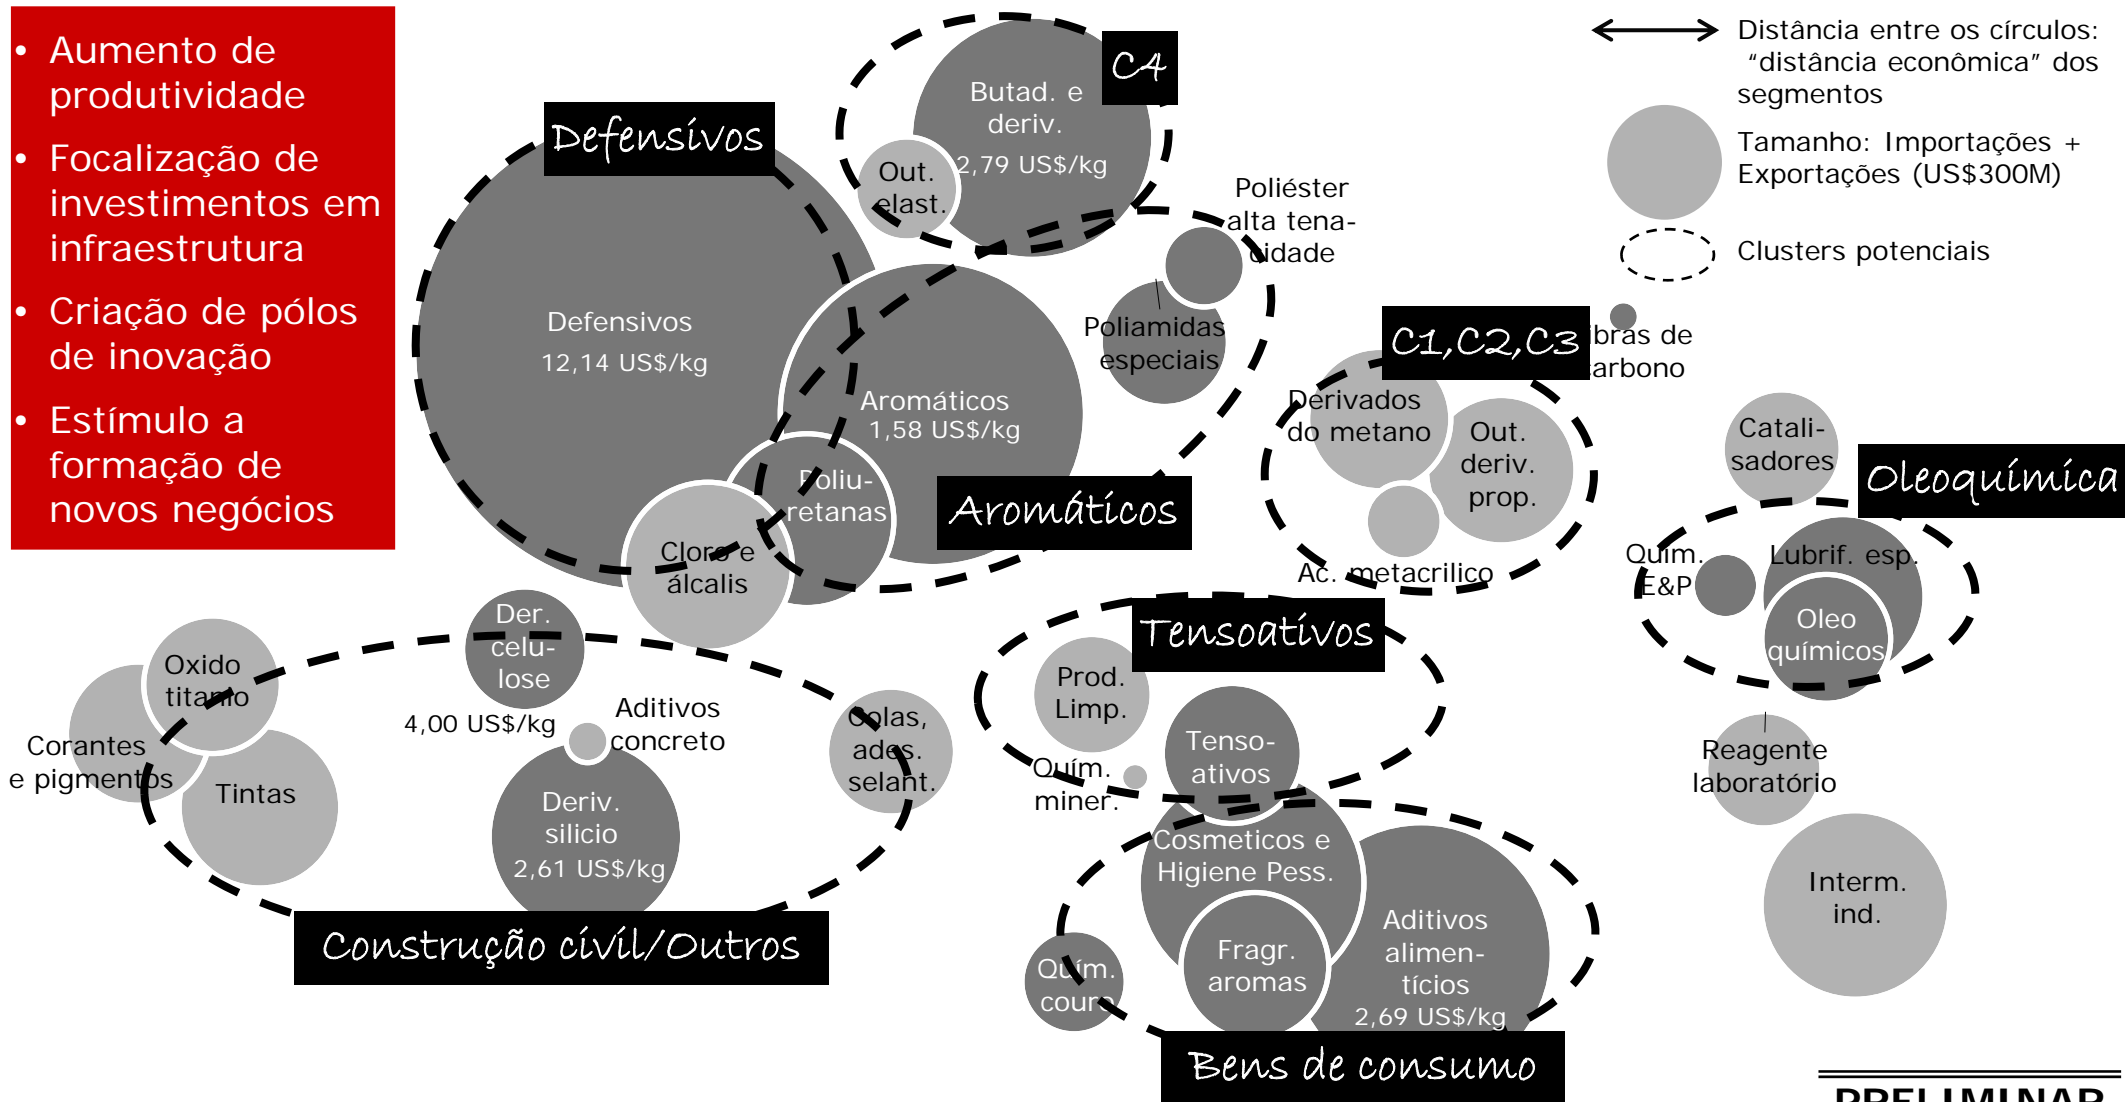 • Aumento de
produtividade
• Focalização de
investimentos em
infraestrutura
• Criação de pólos
de inovação
• Estímulo a
formação de
novos negócios
Distância entre os círculos:
“distância econômica” dos
segmentos
Tamanho: Importações +
Exportações (US$300M)
Clusters potenciais
C4
Butad. e
deriv.
2,79 US$/kg
Out.
elast.
Defensivos
Defensivos
12,14 US$/kg
Poliéster
alta tena-
cidade
Poliamidas
especiais
Aromáticos
1,58 US$/kg
Poliu-
retanas
Cloro e
álcalis
Aromáticos
C1,C2,C3
ibras de
arbono
Derivados
do metano
Out.
deriv.
prop.
Ac. metacrilico
Catali-
sadores
Oleoquímica
Quim.
E&P
Lubrif. esp.
Oleo
químicos
Reagente
laboratório
Interm.
ind.
Der.
celu-
lose
4,00 US$/kg
Oxido
titanio
Corantes
e pigmentos
Tintas
Aditivos
concreto
Deriv.
silicio
2,61 US$/kg
Colas,
ades.
selant.
Construção civil/Outros
Tensoativos
Prod.
Limp.
Quím.
miner.
Tenso-
ativos
Cosmeticos e
Higiene Pess.
Fragr.
aromas
Aditivos
alimen-
tícios
2,69 US$/kg
Quím.
couro
Bens de consumo
PRELIMINAR